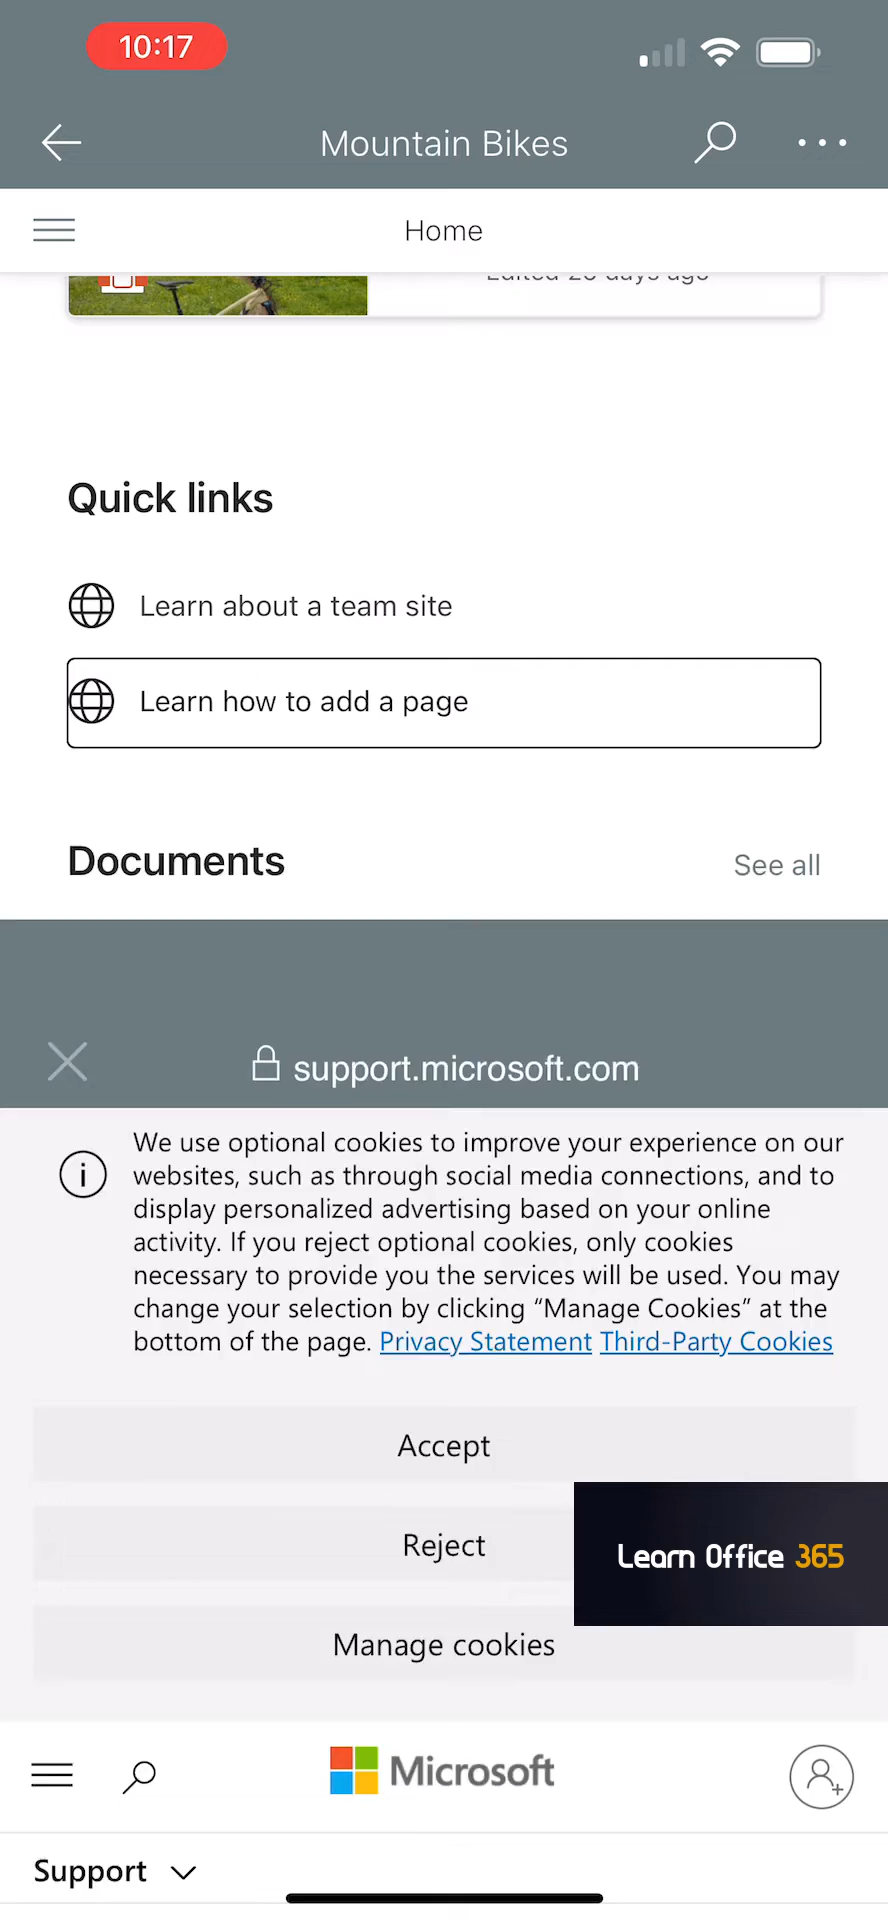 10:17
Mountain Bikes
Home
Edited 20 days ago
Quick links
Learn about a team site
Learn how to add a page
Documents
See all
support.microsoft.com
We use optional cookies to improve your experience on our
websites, such as through social media connections, and to
display personalized advertising based on your online
activity. If you reject optional cookies, only cookies
necessary to provide you the services will be used. You may
change your selection by clicking “Manage Cookies” at the
bottom of the page. Privacy Statement Third-Party Cookies
Accept
Reject
Learn Office 365
Manage cookies
Microsoft
Support